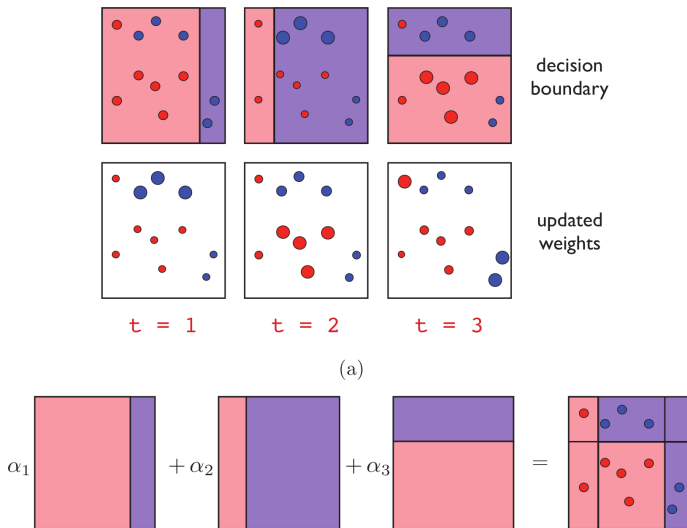 decision
boundary
updated
weights
t = 1 t = 2 t = 3
(a)
α₁ + α₂ + α₃ =